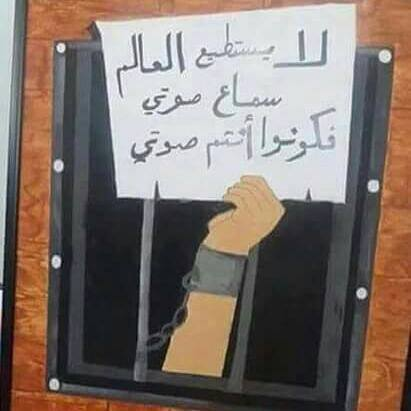 لا يستطيع العالم
سماع صوتي
فكونوا أنتم صوتي